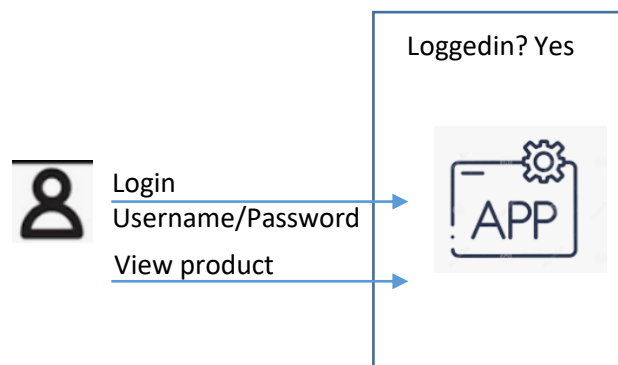 Loggedin? Yes
Login
Username/Password
View product
APP